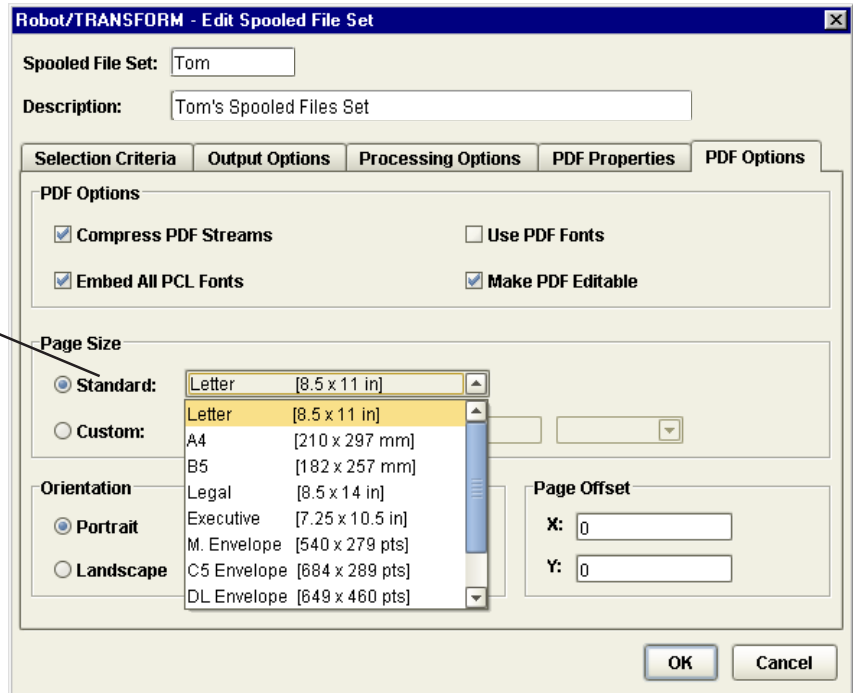 Robot/TRANSFORM - Edit Spooled File Set
Spooled File Set: Tom
Description: Tom's Spooled Files Set
Selection Criteria Output Options Processing Options PDF Properties PDF Options
PDF Options
Compress PDF Streams Use PDF Fonts
Embed All PCL Fonts Make PDF Editable
Page Size
Standard: Letter [8.5 x 11 in]
Letter [8.5 x 11 in]
Custom:
A4 [210 x 297 mm]
B5 [182 x 257 mm]
Orientation Legal [8.5 x 14 in] Page Offset
Portrait Executive [7.25 x 10.5 in] X: 0
M. Envelope [540 x 279 pts]
Landscape C5 Envelope [684 x 289 pts] Y: 0
DL Envelope [649 x 460 pts]
OK Cancel